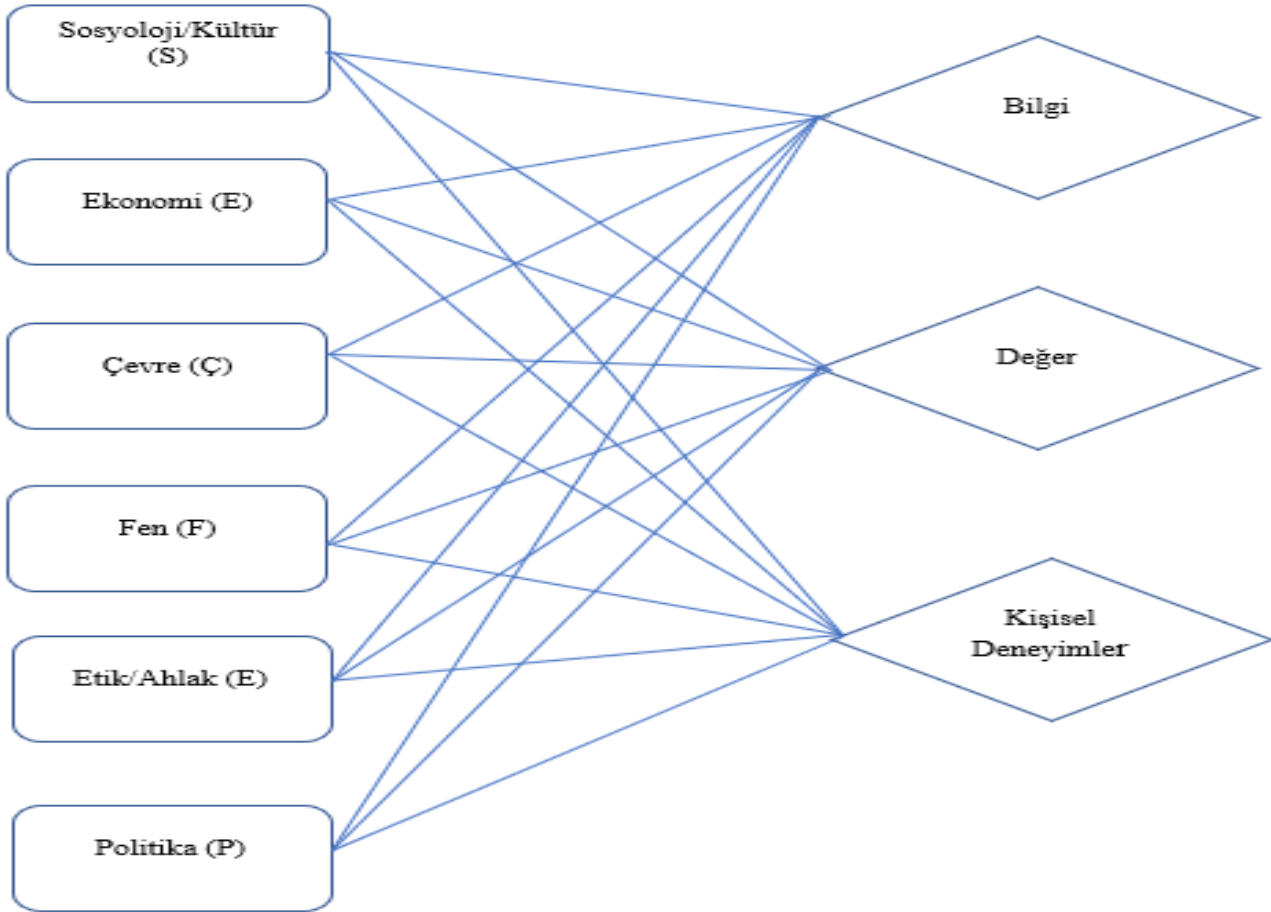 Sosyoloji/Kültür
(S)
Ekonomi (E)
Çevre (Ç)
Fen (F)
Etik/Ahlak (E)
Politika (P)
Bilgi
Değer
Kişisel
Deneyimler